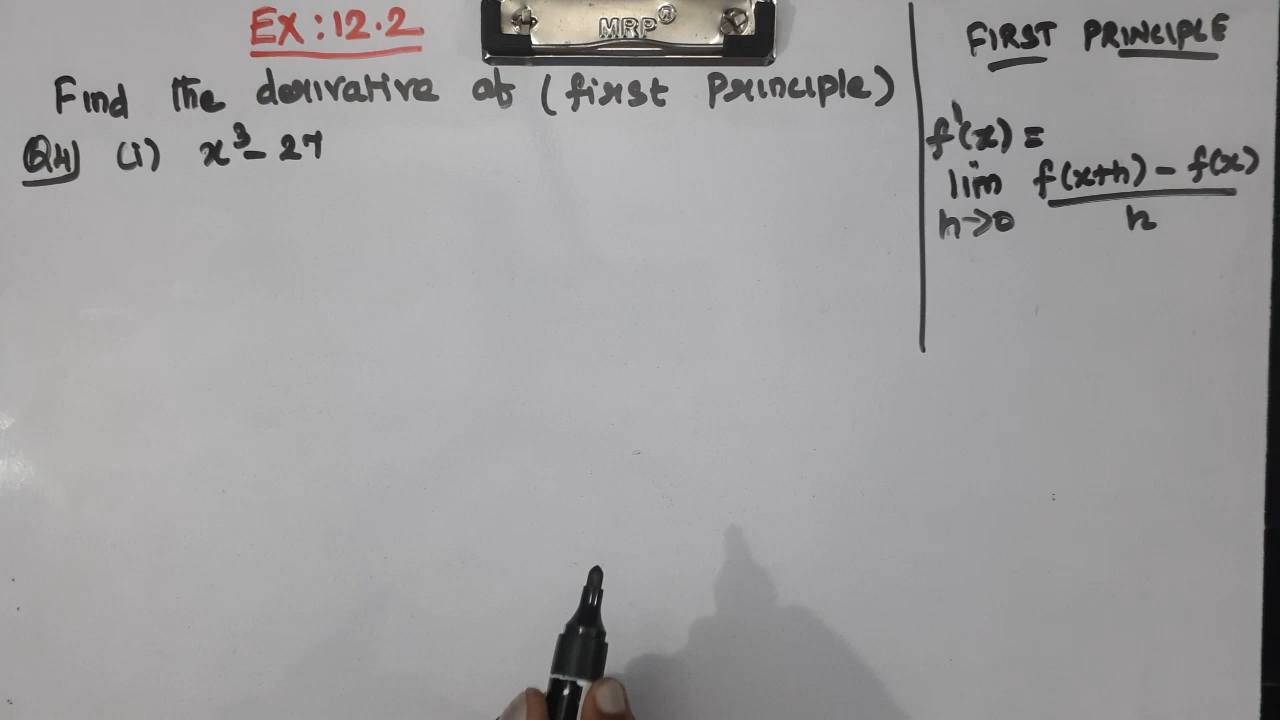 EX:12.2
MRP®
Find the derivative of (first Principle)
Q4) (i) x³- 27
FIRST PRINCIPLE
f'(x) =
lim f(x+h) - f(x)
h→0 h